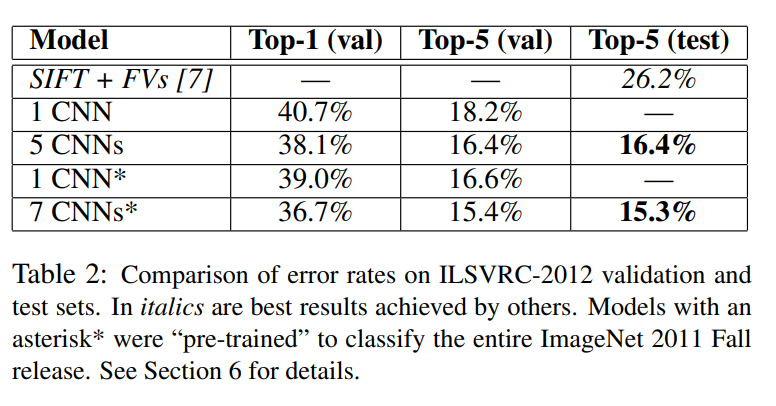 Model Top-1 (val) Top-5 (val) Top-5 (test)
SIFT + FVs [7] — — 26.2%
1 CNN 40.7% 18.2% —
5 CNNs 38.1% 16.4% 16.4%
1 CNN* 39.0% 16.6% —
7 CNNs* 36.7% 15.4% 15.3%
Table 2: Comparison of error rates on ILSVRC-2012 validation and
test sets. In italics are best results achieved by others. Models with an
asterisk* were “pre-trained” to classify the entire ImageNet 2011 Fall
release. See Section 6 for details.